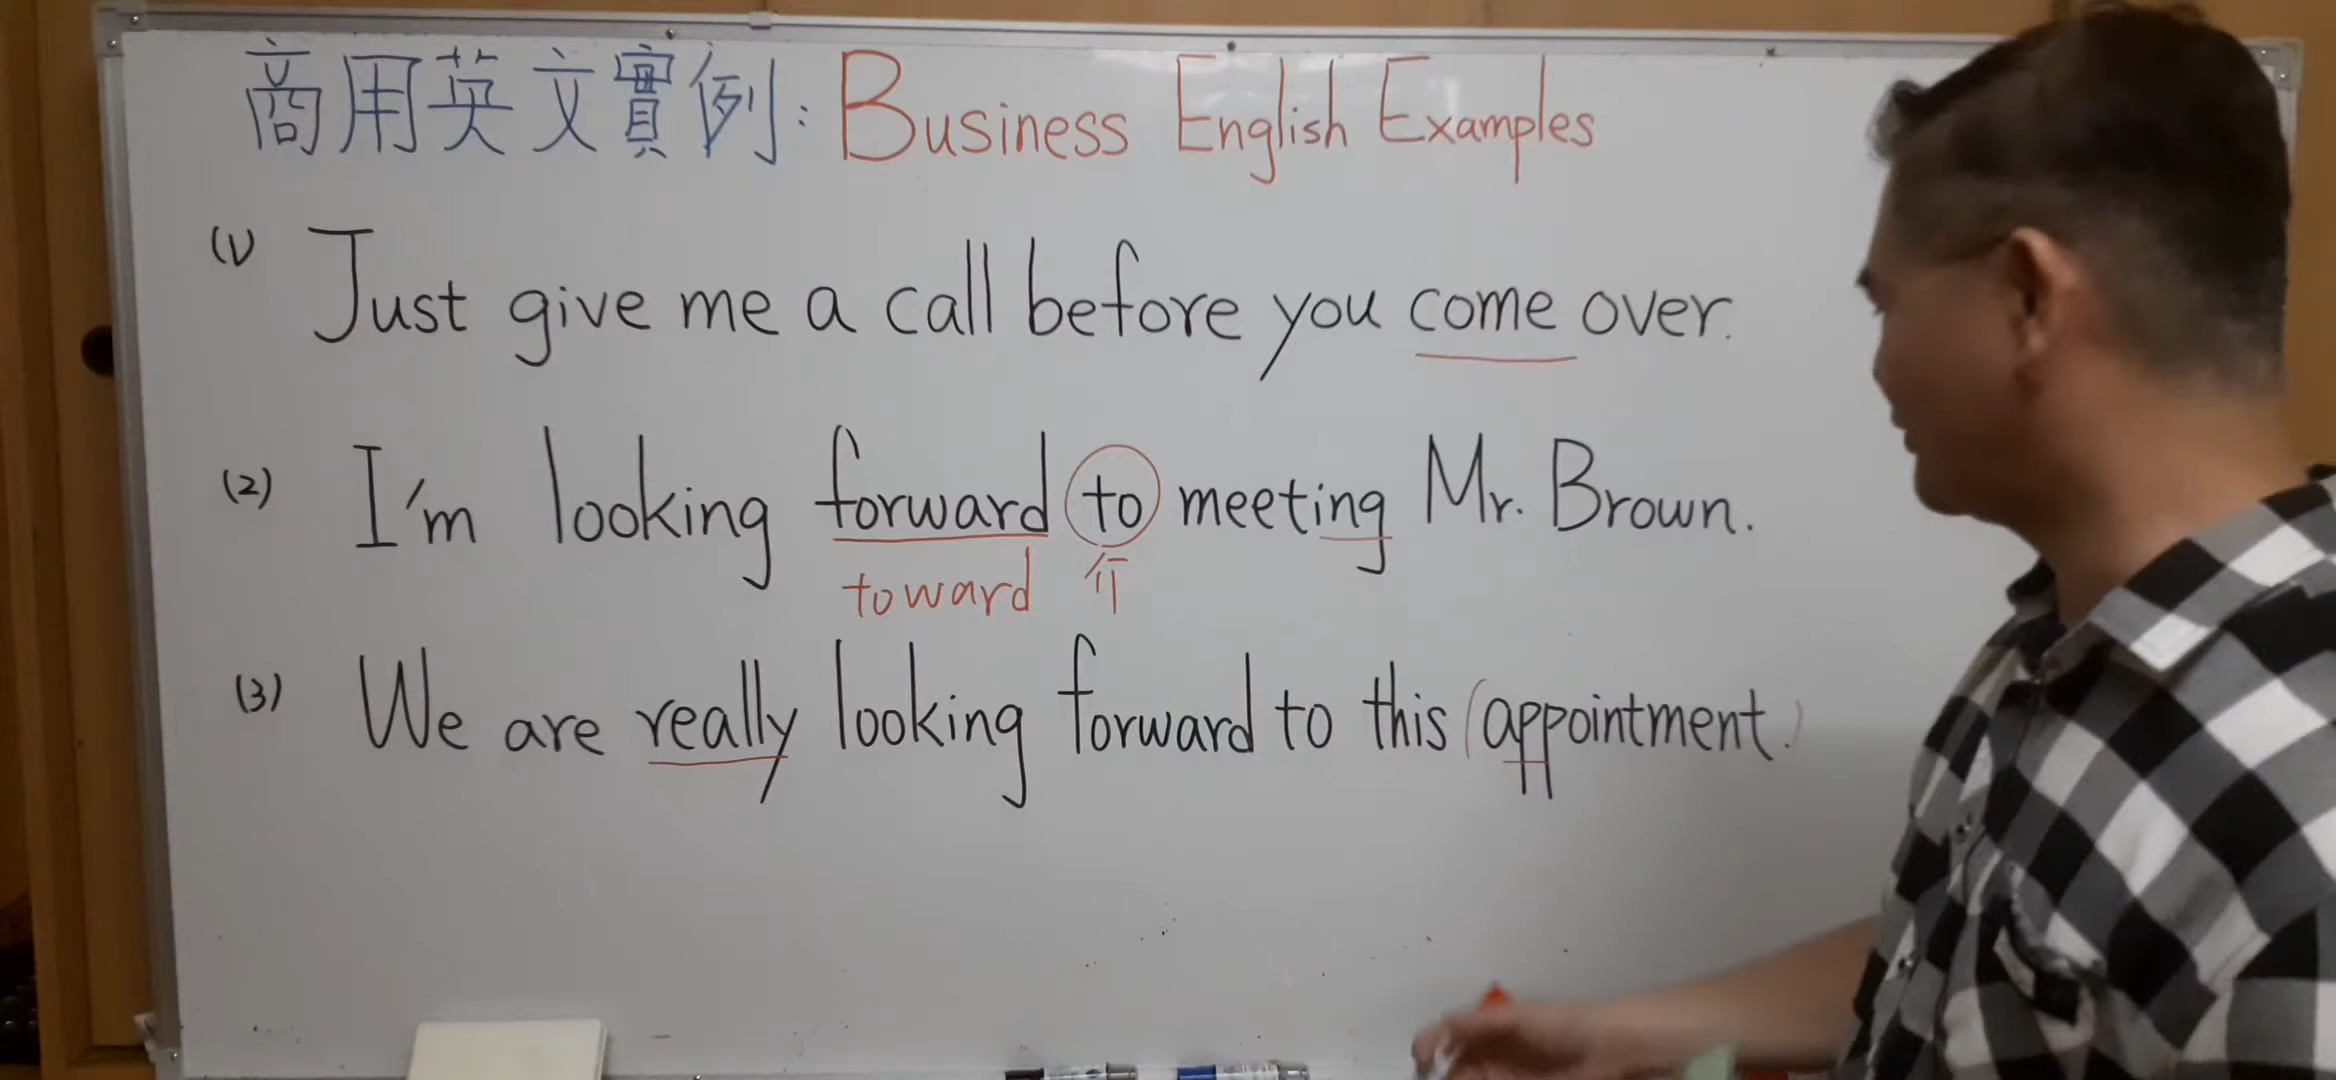 商用英文實例: Business English Examples
(1) Just give me a call before you come over.
(2) I'm looking forward to meeting Mr. Brown.
toward 介
(3) We are really looking forward to this (appointment.)